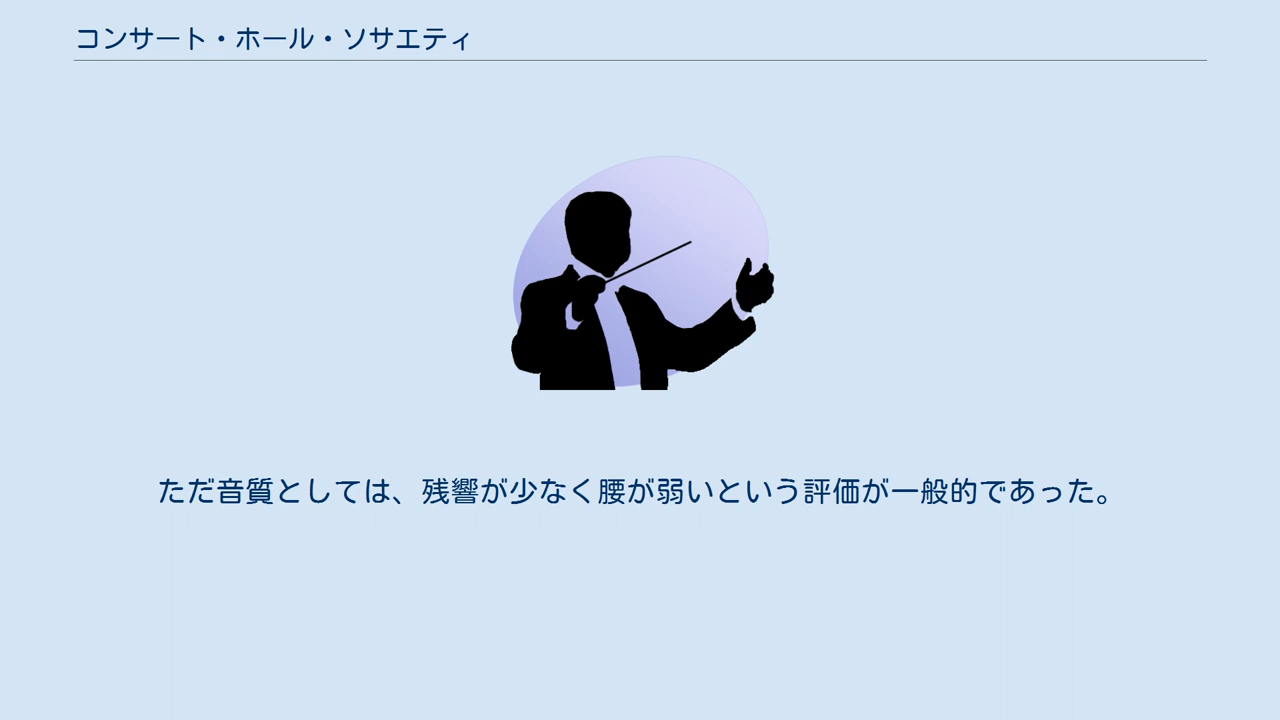 コンサート・ホール・ソサエティ
ただ音質としては、残響が少なく腰が弱いという評価が一般的であった。